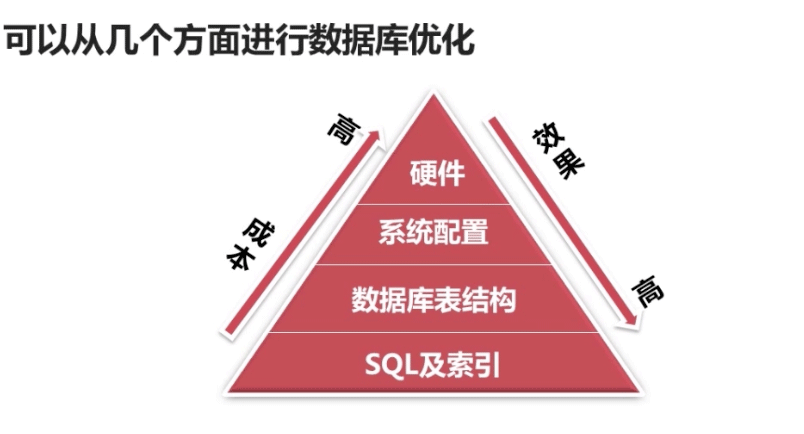 可以从几个方面进行数据库优化
高
效果
硬件
系统配置
成本
数据库表结构
高
SQL及索引